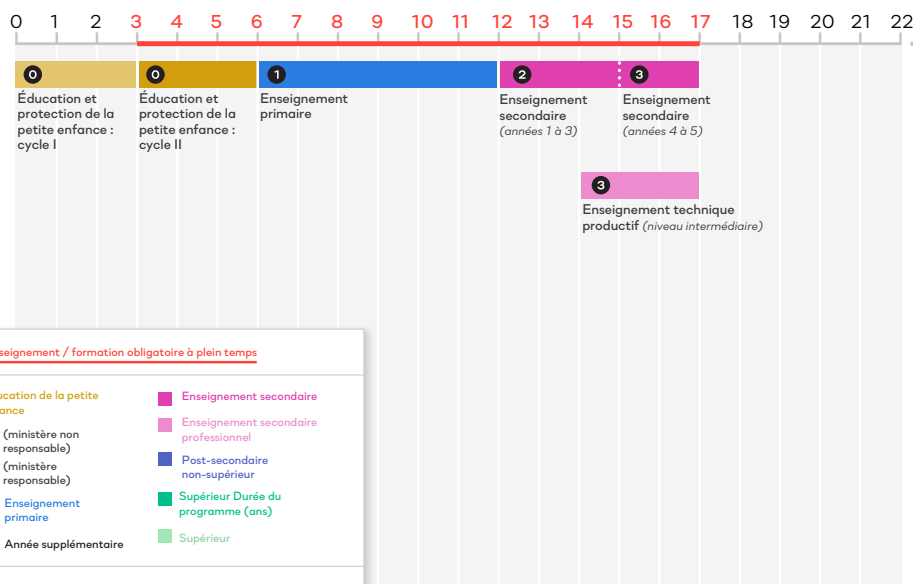 0 1 2 3 4 5 6 7 8 9 10 11 12 13 14 15 16 17 18 19 20 21 22
0 0 1 2 3
Éducation et
protection de la
petite enfance :
cycle I
Éducation et
protection de la
petite enfance :
cycle II
Enseignement
primaire
Enseignement
secondaire
(années 1 à 3)
Enseignement
secondaire
(années 4 à 5)
3
Enseignement technique
productif (niveau intermédiaire)
seignement / formation obligatoire à plein temps
ucation de la petite
ance
(ministère non
responsable)
(ministère
responsable)
Enseignement
primaire
Année supplémentaire
Enseignement secondaire
Enseignement secondaire
professionnel
Post-secondaire
non-supérieur
Supérieur Durée du
programme (ans)
Supérieur